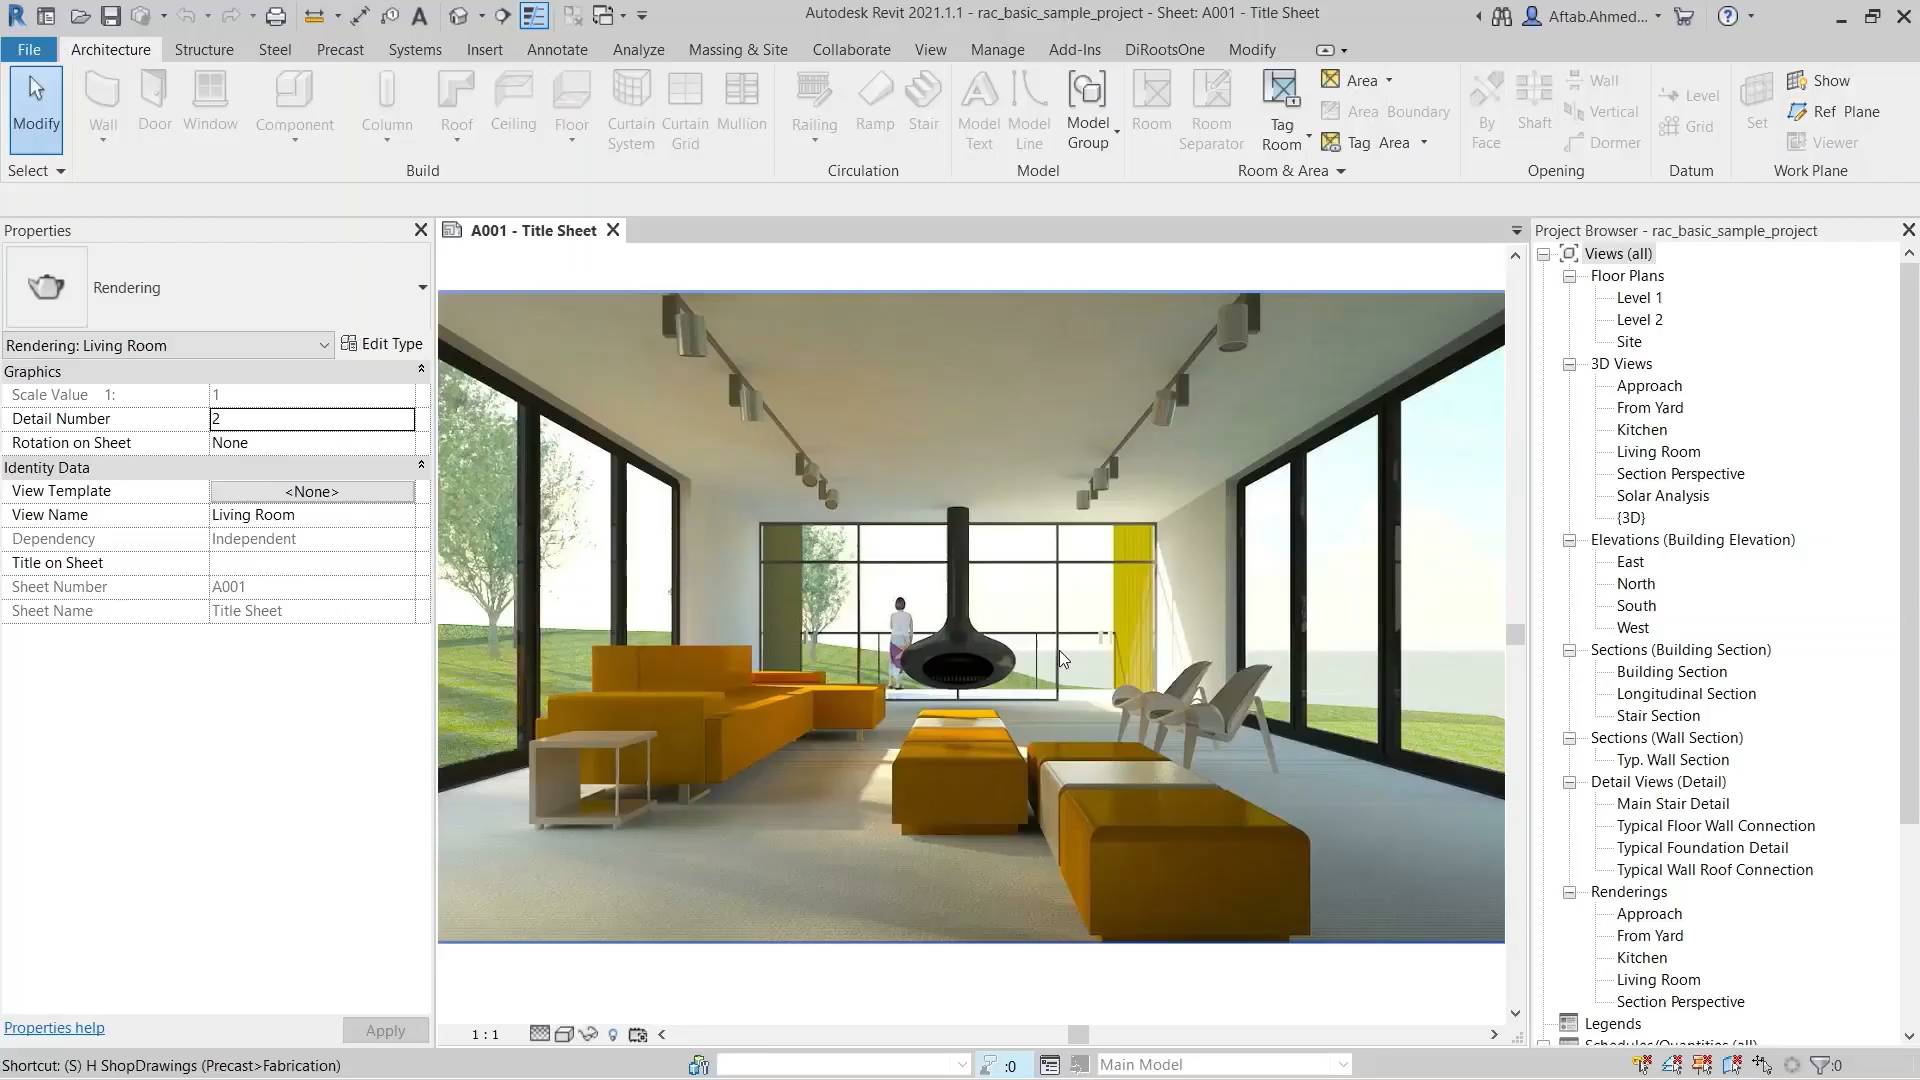 Autodesk Revit 2021.1.1 - rac_basic_sample_project - Sheet: A001 - Title Sheet
Aftab.Ahmed...
File Architecture Structure Steel Precast Systems Insert Annotate Analyze Massing & Site Collaborate View Manage Add-Ins DiRootsOne Modify
Modify
Wall
Door
Window
Component
Column
Roof
Ceiling
Floor
Curtain System
Curtain Grid
Mullion
Railing
Ramp
Stair
Model Text
Model Line
Model Group
Room
Room Separator
Tag Room
Area
Area Boundary
Tag Area
By Face
Shaft
Wall
Vertical
Dormer
Level
Grid
Set
Show
Ref Plane
Viewer
Select Build Circulation Model Room & Area Opening Datum Work Plane
Properties
Rendering
Rendering: Living Room Edit Type
Graphics
Scale Value 1: 1
Detail Number 2
Rotation on Sheet None
Identity Data
View Template <None>
View Name Living Room
Dependency Independent
Title on Sheet
Sheet Number A001
Sheet Name Title Sheet
Properties help Apply
A001 - Title Sheet
1 : 1
Project Browser - rac_basic_sample_project
Views (all)
Floor Plans
Level 1
Level 2
Site
3D Views
Approach
From Yard
Kitchen
Living Room
Section Perspective
Solar Analysis
{3D}
Elevations (Building Elevation)
East
North
South
West
Sections (Building Section)
Building Section
Longitudinal Section
Stair Section
Sections (Wall Section)
Typ. Wall Section
Detail Views (Detail)
Main Stair Detail
Typical Floor Wall Connection
Typical Foundation Detail
Typical Wall Roof Connection
Renderings
Approach
From Yard
Kitchen
Living Room
Section Perspective
Legends
Schedules/Quantities (all)
Shortcut: (S) H ShopDrawings (Precast>Fabrication) :0 Main Model :0